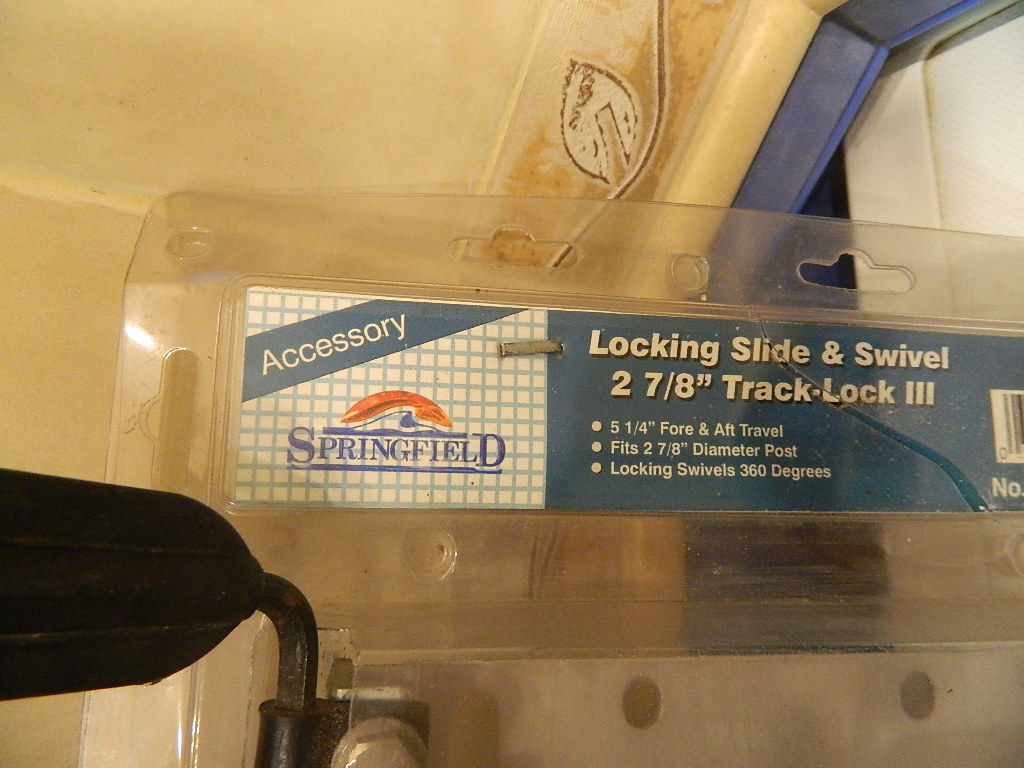 Accessory
SPRINGFIELD
Locking Slide & Swivel
2 7/8” Track-Lock III
● 5 1/4” Fore & Aft Travel
● Fits 2 7/8” Diameter Post
● Locking Swivels 360 Degrees
0
No.